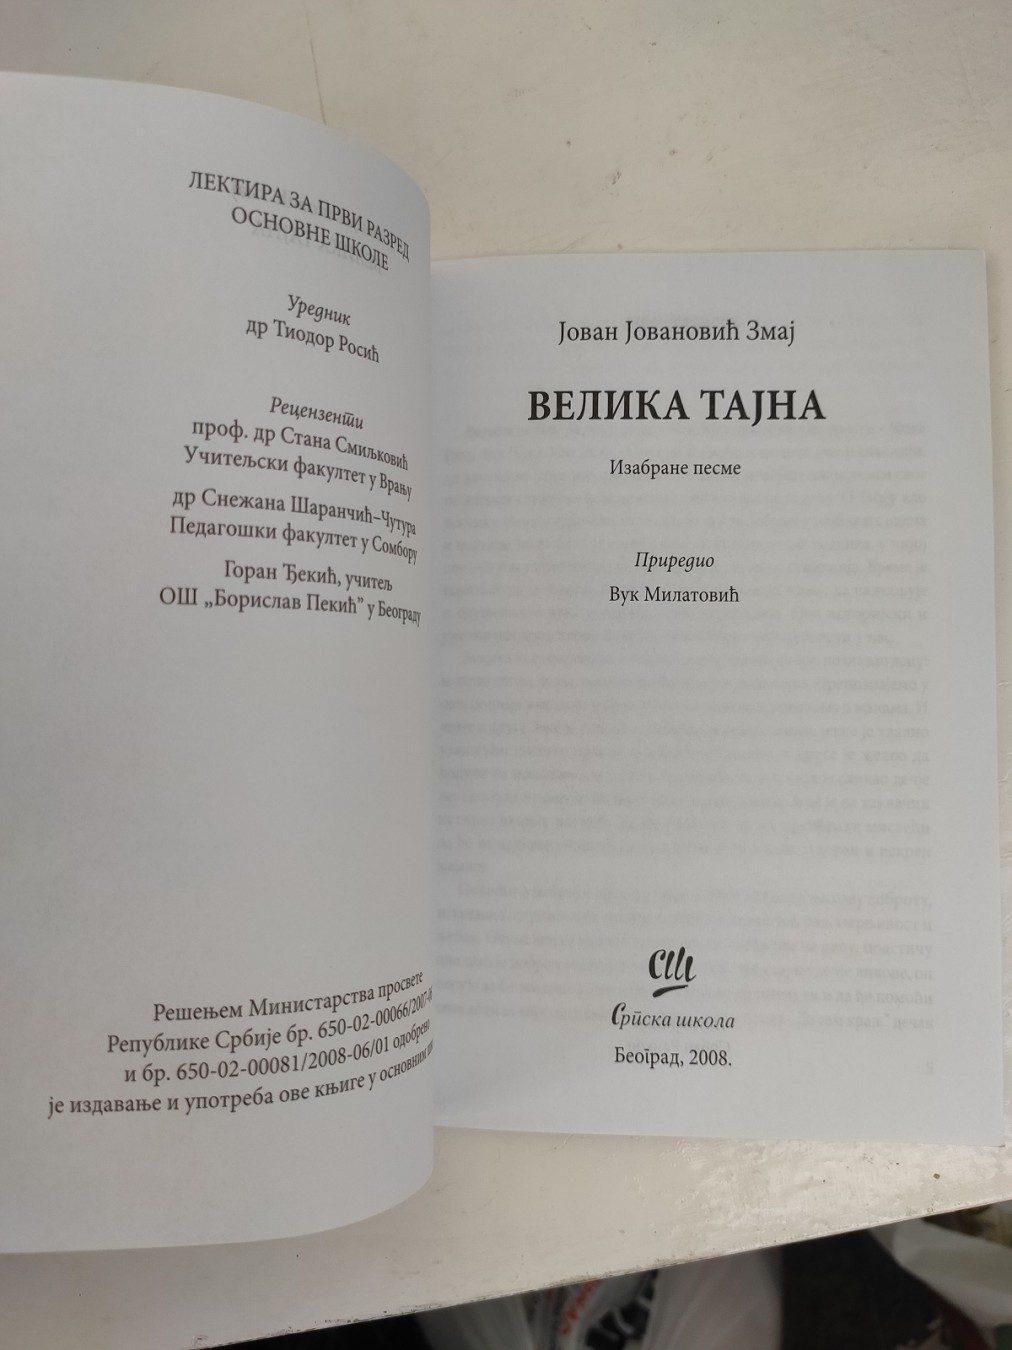 ЛЕКТИРА ЗА ПРВИ РАЗРЕД
ОСНОВНЕ ШКОЛЕ
Уредник
др Тиодор Росић
Рецензенти
проф. др Стана Смиљковић
Учитељски факултет у Врању
др Снежана Шаранчић–Чутура
Педагошки факултет у Сомбору
Горан Ђекић, учитељ
ОШ „Борислав Пекић” у Београду
Решењем Министарства просвете
Републике Србије бр. 650-02-00066/2007-
и бр. 650-02-00081/2008-06/01 одобрено
је издавање и употреба ове књиге у основним
Јован Јовановић Змај
ВЕЛИКА ТАЈНА
Изабране песме
Приредио
Вук Милатовић
СШ
Српска школа
Београд, 2008.